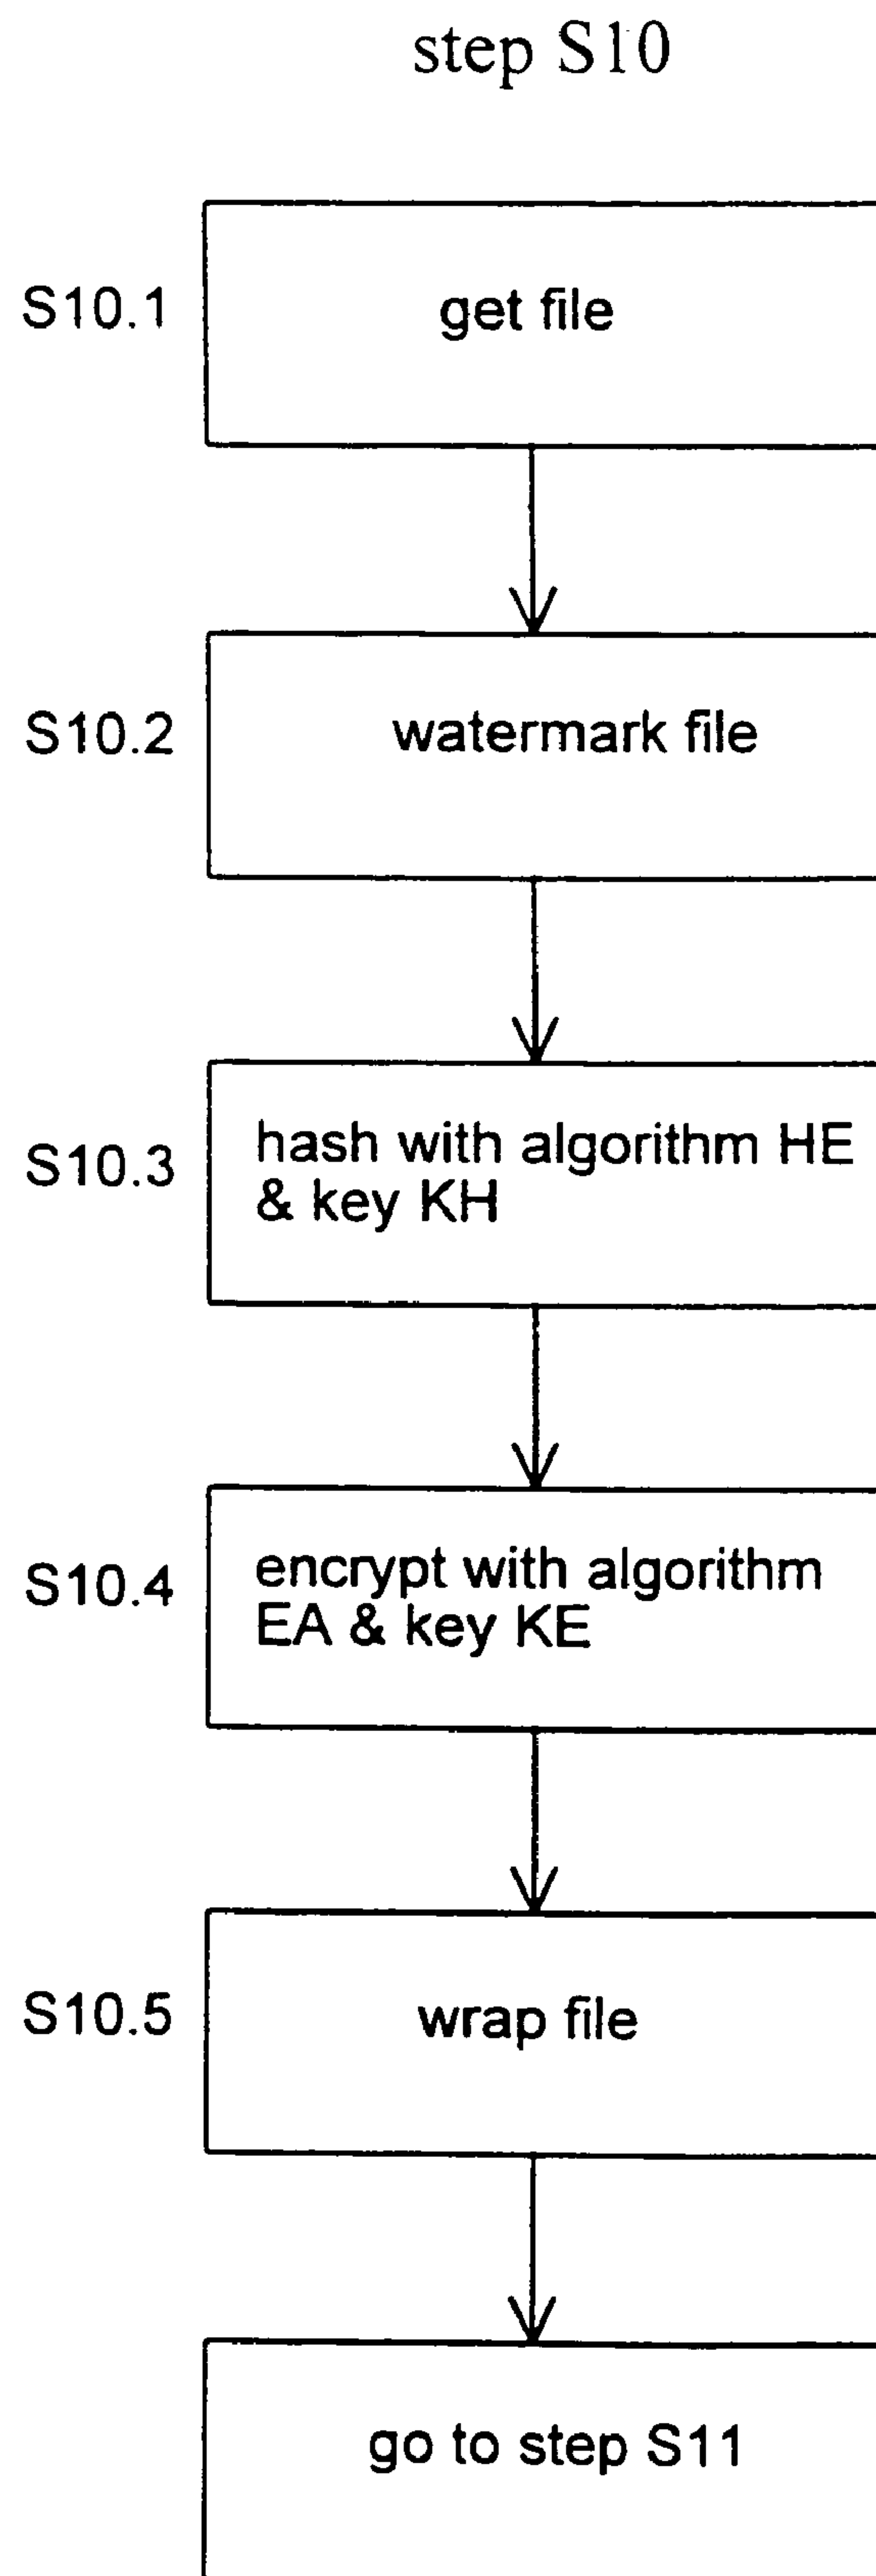 step S10
S10.1
get file
S10.2
watermark file
S10.3
hash with algorithm HE
& key KH
S10.4
encrypt with algorithm
EA & key KE
S10.5
wrap file
go to step S11